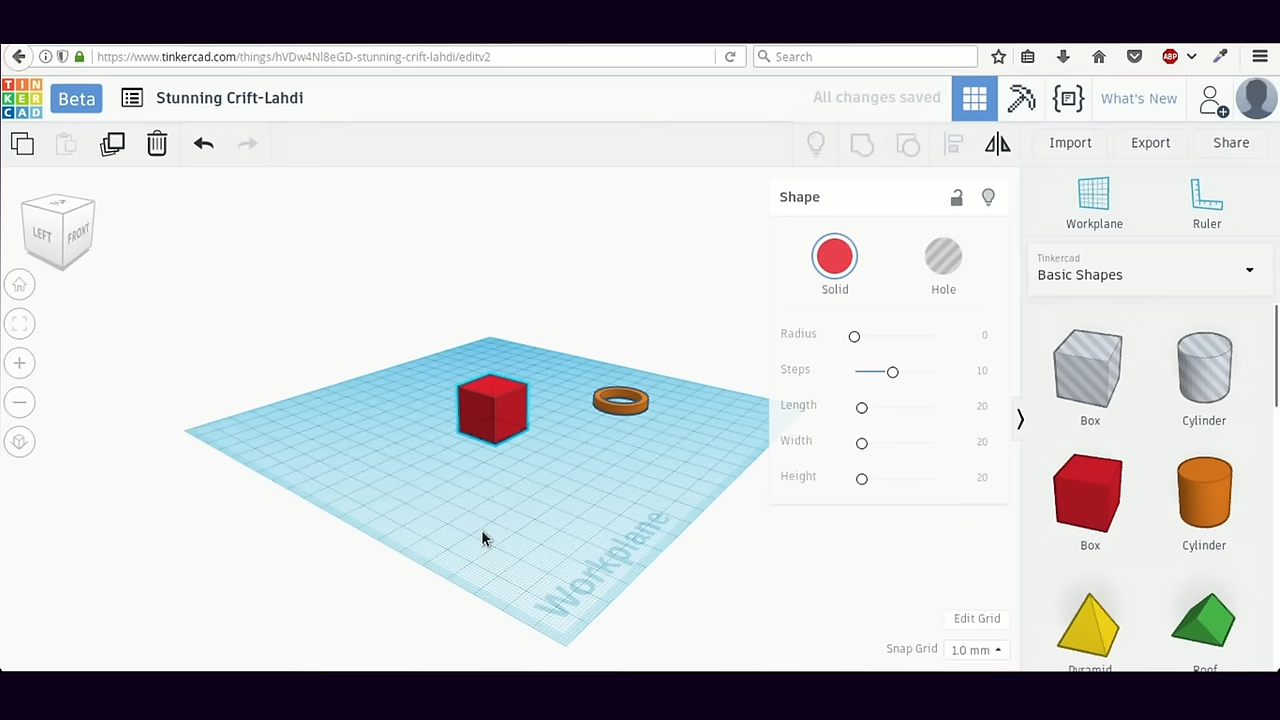 https://www.tinkercad.com/things/hVDw4Nl8eGD-stunning-crift-lahdi/editv2
Search
ABP
TIN
KER
CAD
Beta
Stunning Crift-Lahdi
All changes saved
What's New
Import
Export
Share
LEFT
FRONT
Shape
Solid
Hole
Radius 0
Steps 10
Length 20
Width 20
Height 20
Workplane
Ruler
Tinkercad
Basic Shapes
Box
Cylinder
Box
Cylinder
Pyramid
Roof
Workplane
Edit Grid
Snap Grid 1.0 mm